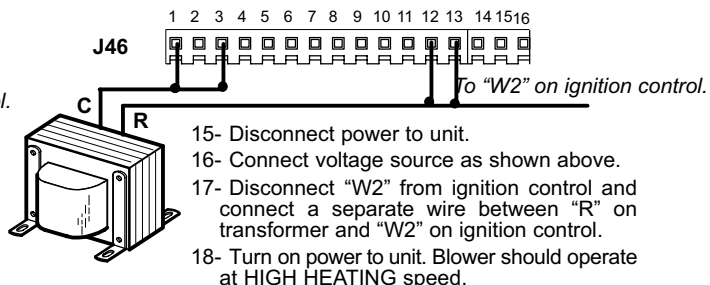 1 2 3 4 5 6 7 8 9 10 11 12 13 14 15 16
J46
To “W2” on ignition control.
ol.
C
R
15- Disconnect power to unit.
16- Connect voltage source as shown above.
17- Disconnect “W2” from ignition control and
connect a separate wire between “R” on
transformer and “W2” on ignition control.
18- Turn on power to unit. Blower should operate
at HIGH HEATING speed.